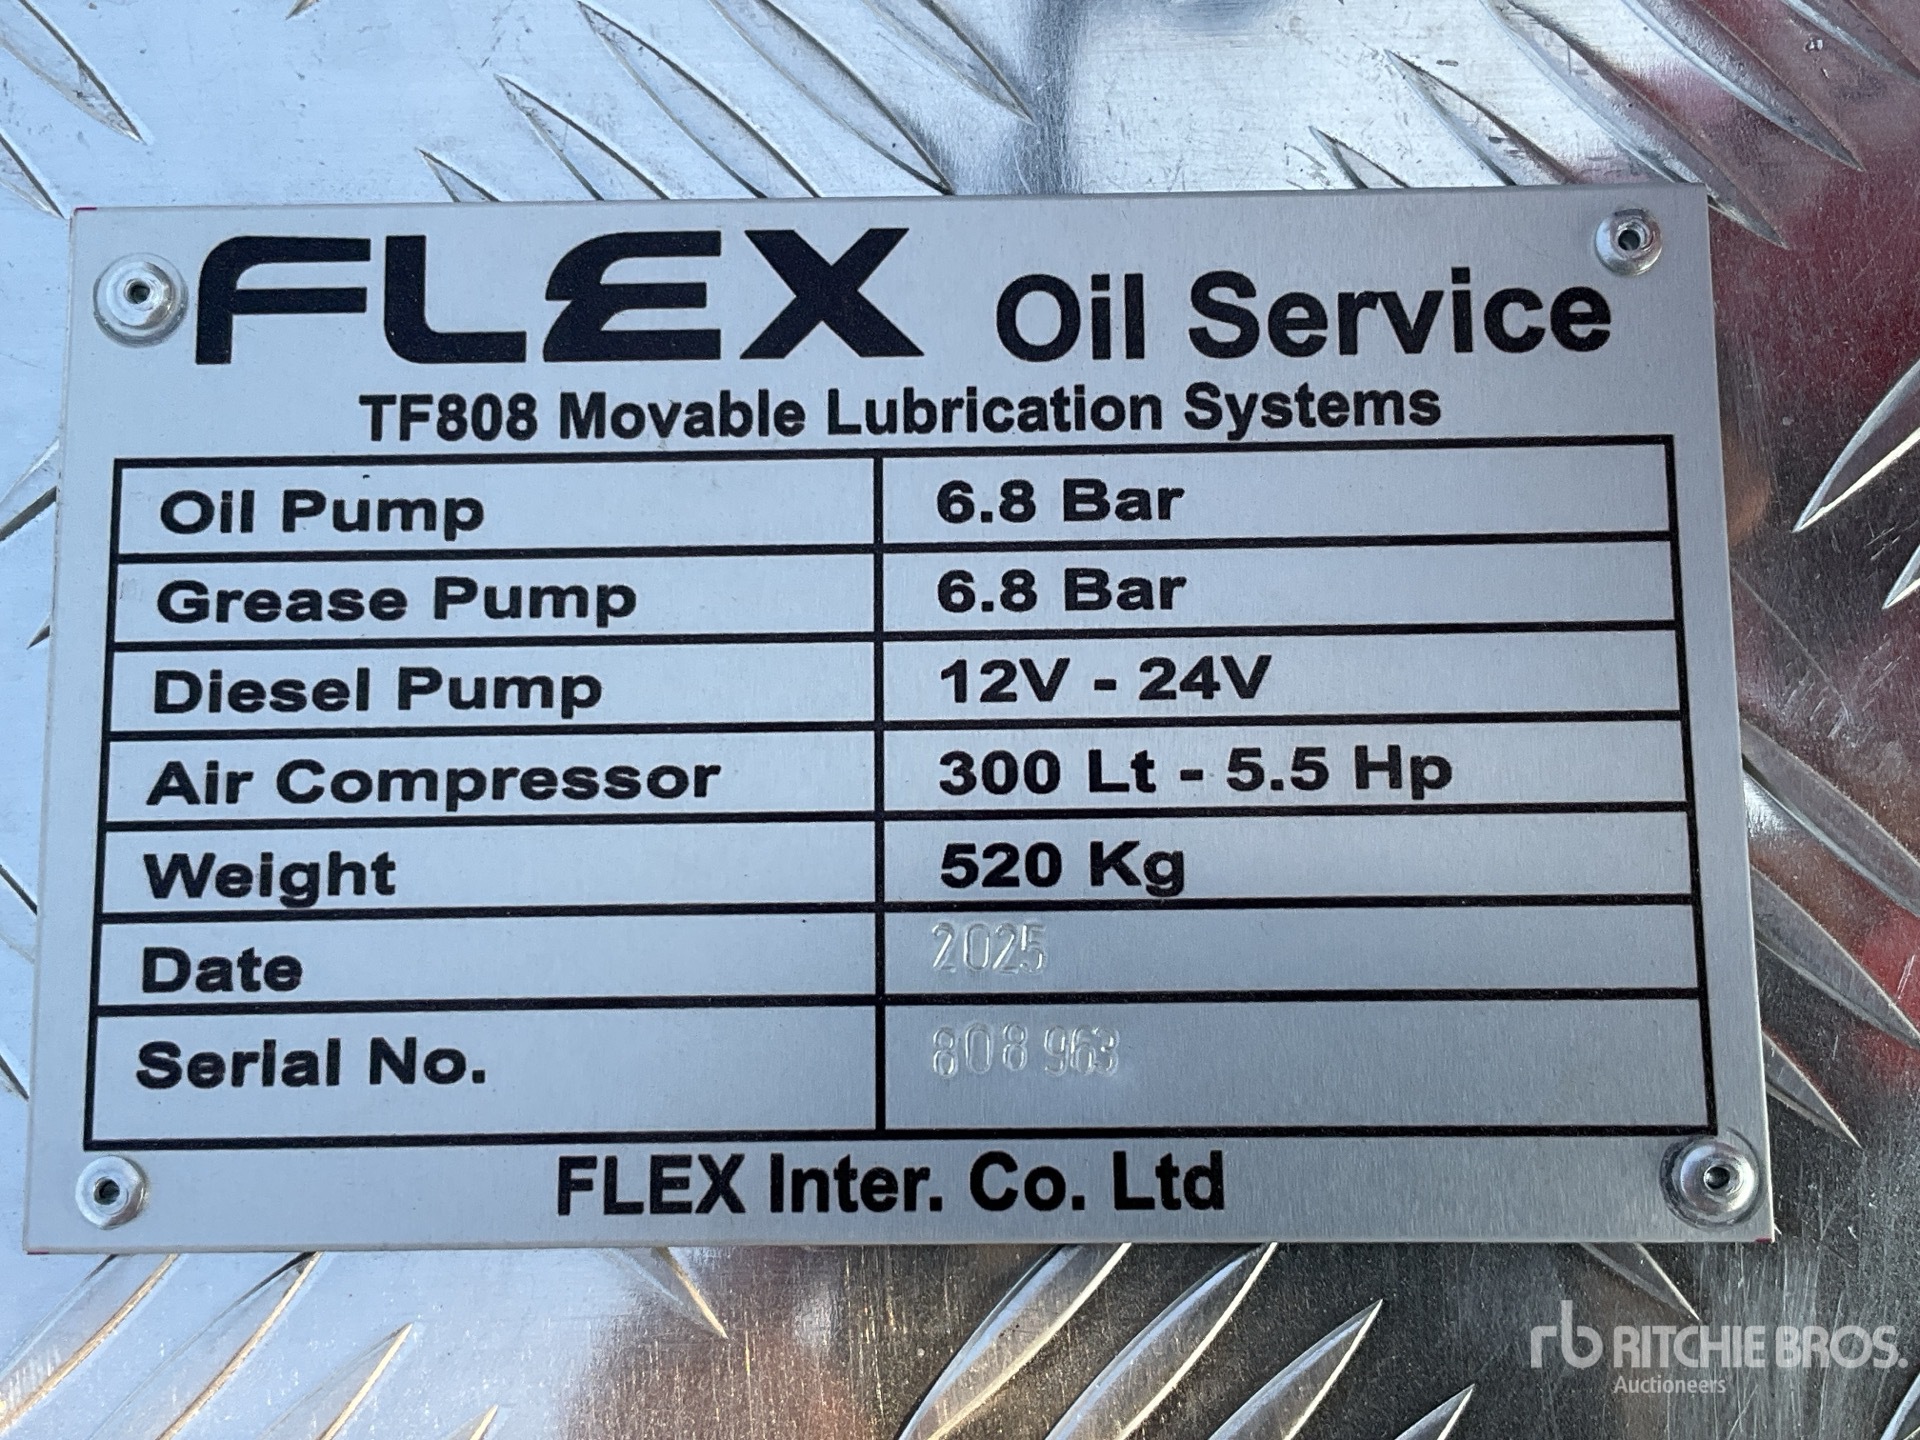 FLEX Oil Service
TF808 Movable Lubrication Systems
Oil Pump 6.8 Bar
Grease Pump 6.8 Bar
Diesel Pump 12V - 24V
Air Compressor 300 Lt - 5.5 Hp
Weight 520 Kg
Date 2025
Serial No. 808 963
FLEX Inter. Co. Ltd
rb RITCHIE BROS.
Auctioneers